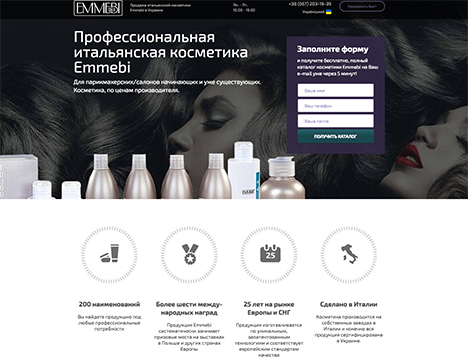 EMMEBI
Продажа итальянской косметики
Emmebi в Украине
Пн. - Пт.
10.00 - 18.00
+38 (067) 203-19-39
Український
Перезвонить Вам?
Профессиональная
итальянская косметика
Emmebi
Для парикмахерских/салонов начинающих и уже существующих.
Косметика, по ценам производителя.
Заполните форму
и получите бесплатно, полный
каталог косметики Emmebi на Ваш
e-mail уже через 5 минут!
Ваше имя
Ваш телефон
Ваша почта
ПОЛУЧИТЬ КАТАЛОГ
25
200 наименований
Вы найдете продукцию под
любые профессиональные
потребности
Более шести между-
народных наград
Продукция Emmebi
систематически занимает
призовые места на выставках
в Польше и других странах
Европы
25 лет на рынке
Европы и СНГ
Продукция изготавливается
по уникальным,
запатентованным
технологиям и соответствует
европейским стандартам
качества
Сделано в Италии
Косметика производится на
собственных заводах в
Италии и конечно вся
продукция сертифицирована
в Украине.